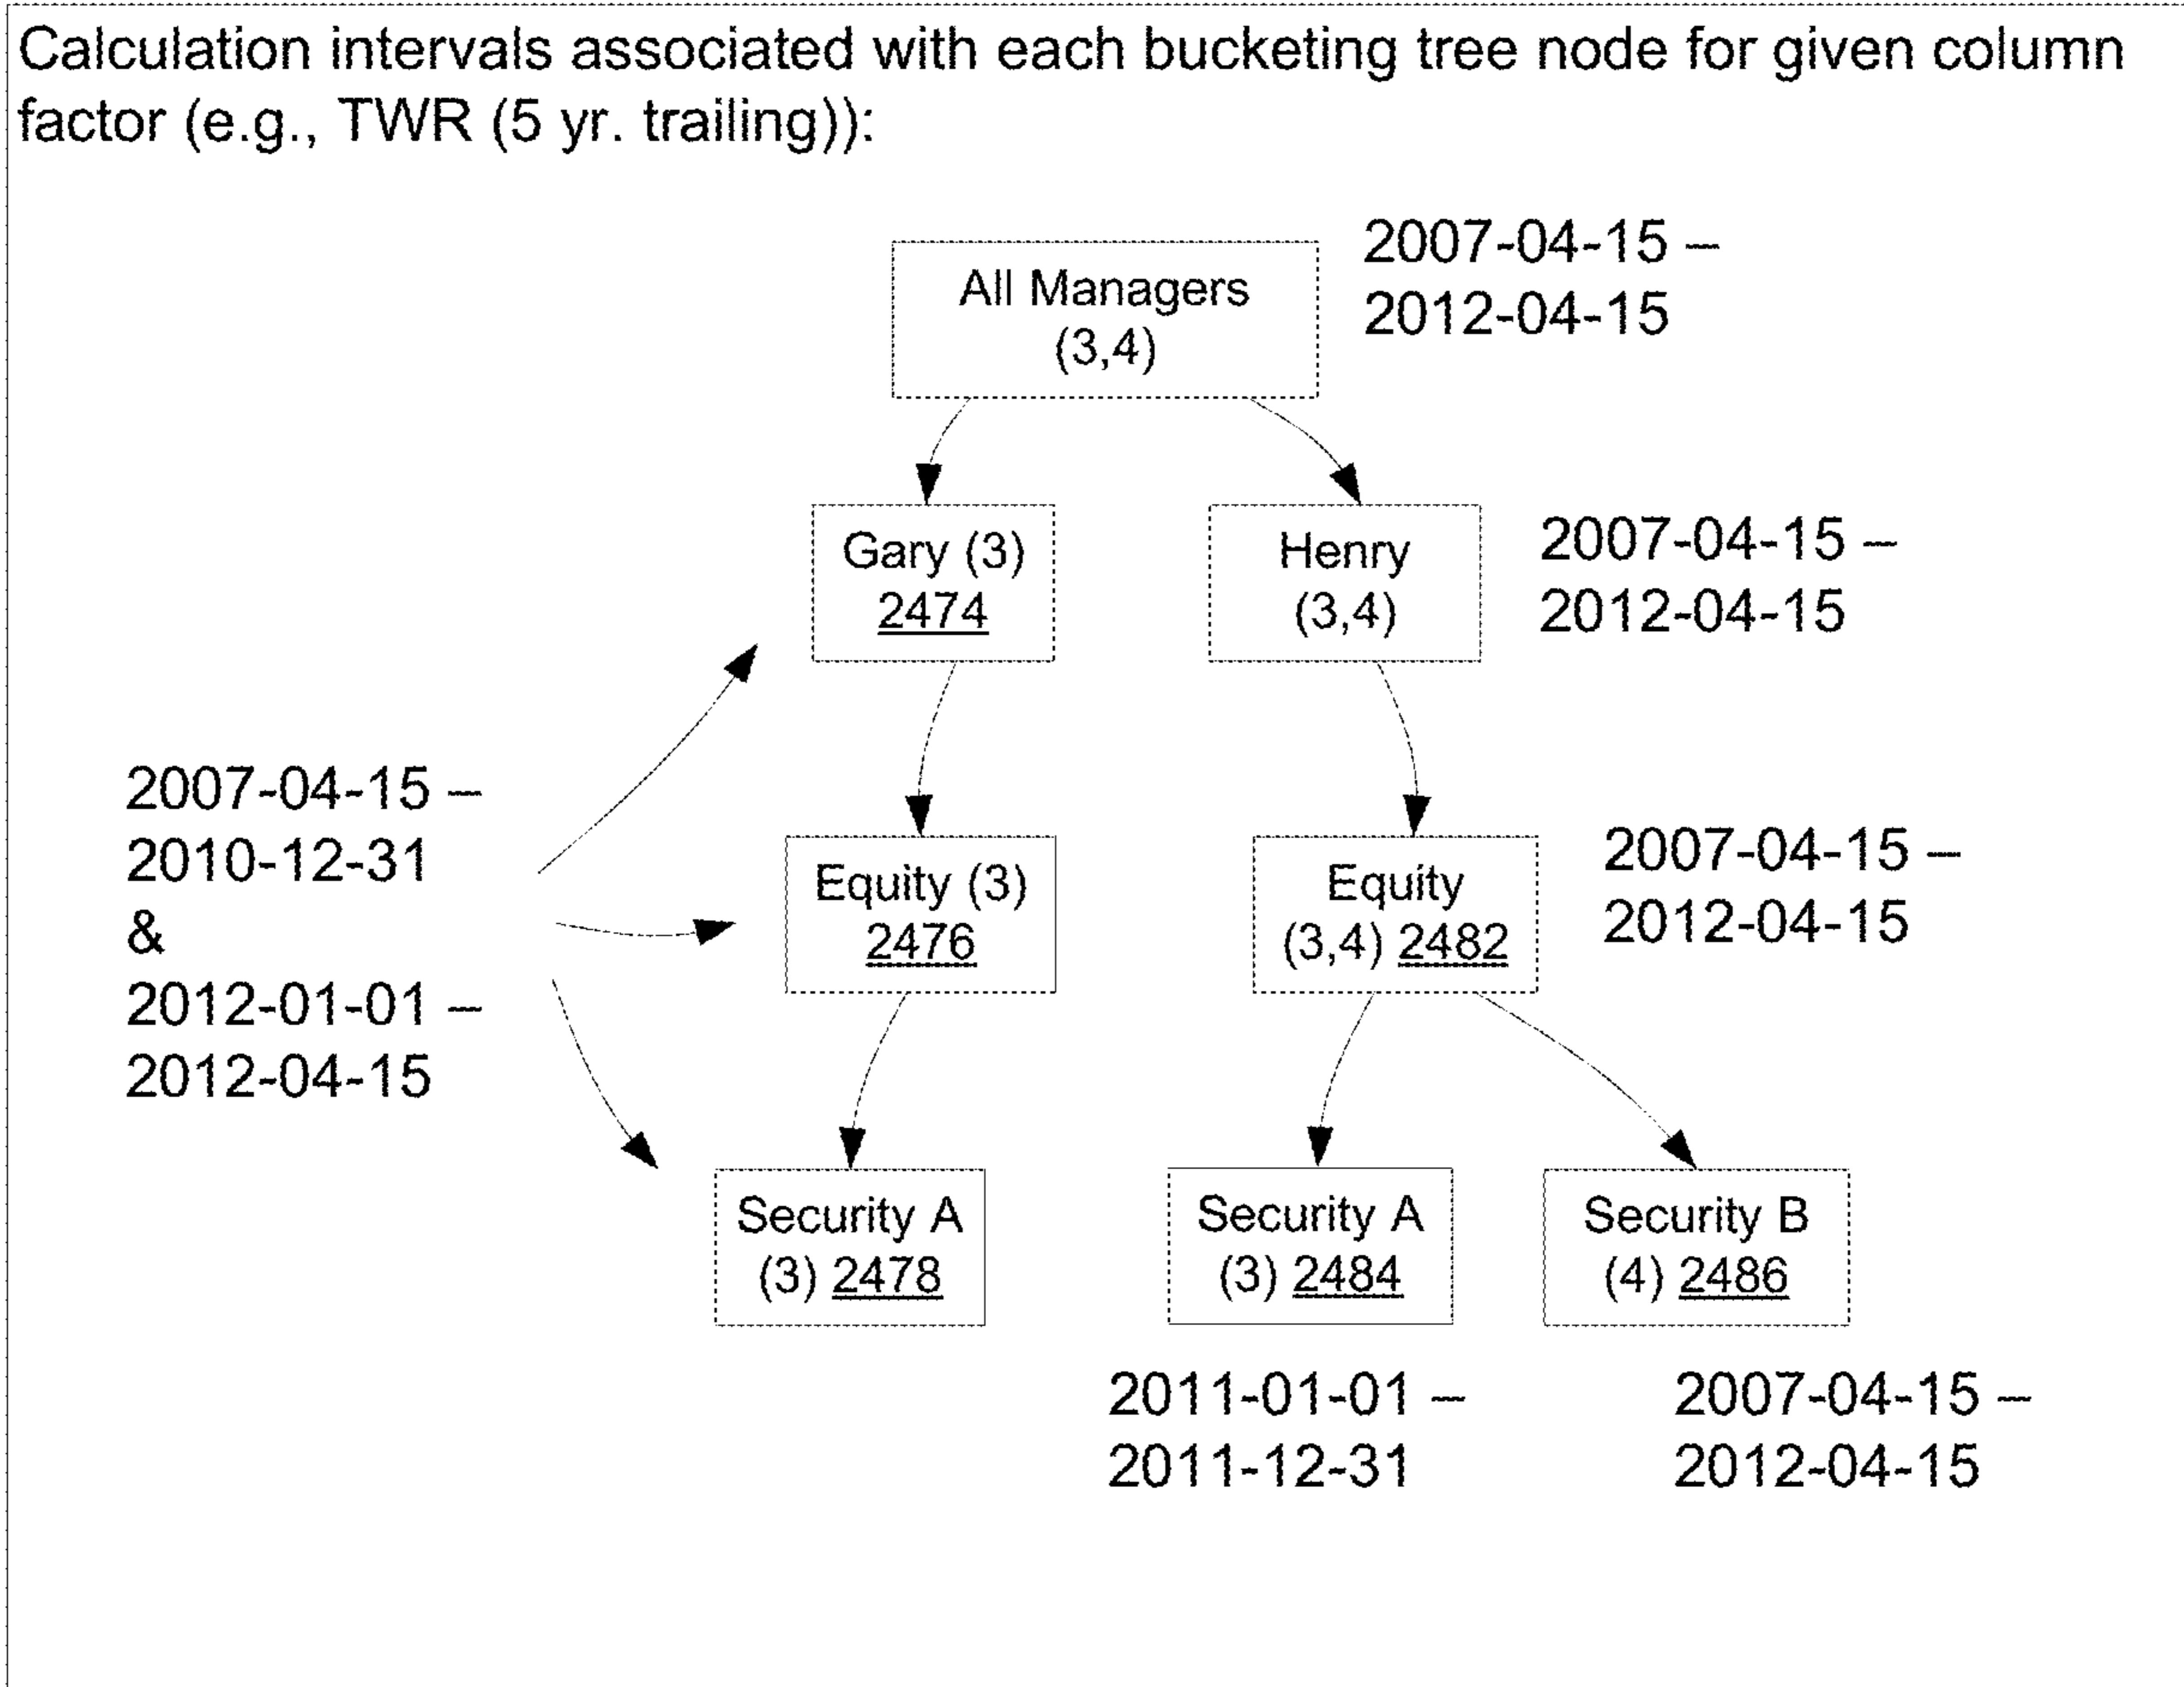 Calculation intervals associated with each bucketing tree node for given column
factor (e.g., TWR (5 yr. trailing)):
All Managers
(3,4)
2007-04-15 –
2012-04-15
Gary (3)
2474
Henry
(3,4)
2007-04-15 –
2012-04-15
2007-04-15 –
2010-12-31
&
2012-01-01 –
2012-04-15
Equity (3)
2476
Equity
(3,4) 2482
2007-04-15 –
2012-04-15
Security A
(3) 2478
Security A
(3) 2484
Security B
(4) 2486
2011-01-01 –
2011-12-31
2007-04-15 –
2012-04-15